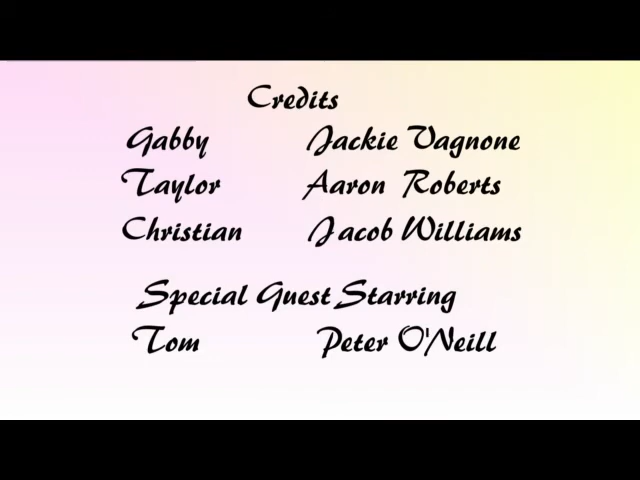 Credits
Gabby Jackie Vagnone
Taylor Aaron Roberts
Christian Jacob Williams
Special Guest Starring
Tom Peter O'Neill